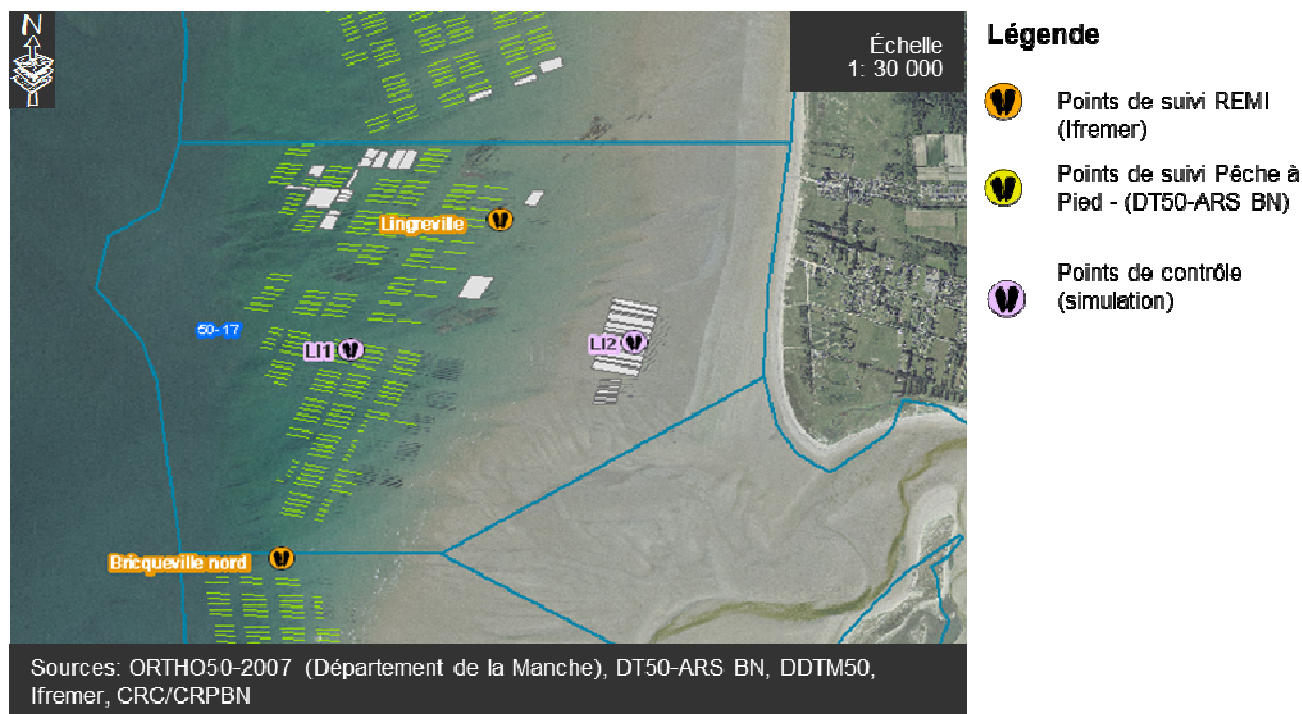 N
Échelle
1: 30 000
Lingreville
50-17
LI1
LI2
Bricqueville nord
Sources: ORTHO50-2007 (Département de la Manche), DT50-ARS BN, DDTM50,
Ifremer, CRC/CRPBN
Légende
Points de suivi REMI
(Ifremer)
Points de suivi Pêche à
Pied - (DT50-ARS BN)
Points de contrôle
(simulation)